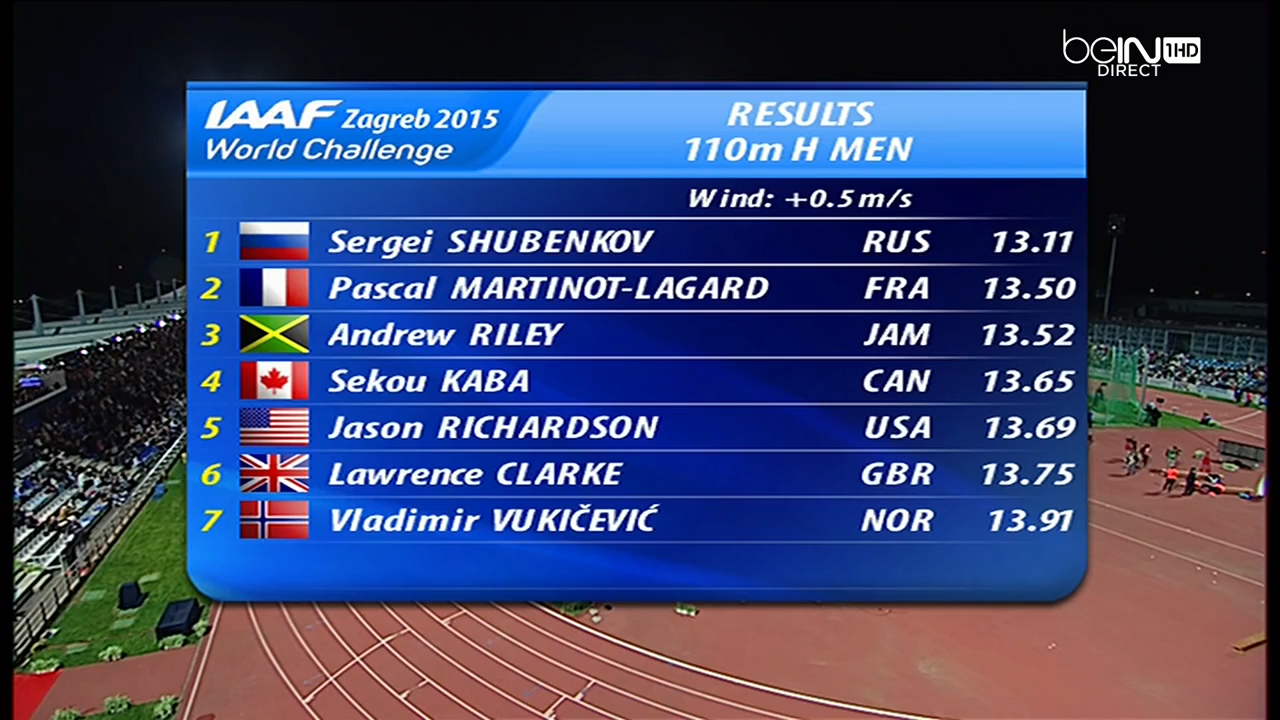 beIN 1HD
DIRECT
IAAF Zagreb 2015
World Challenge
RESULTS
110m H MEN
Wind: +0.5 m/s
1 Sergei SHUBENKOV RUS 13.11
2 Pascal MARTINOT-LAGARD FRA 13.50
3 Andrew RILEY JAM 13.52
4 Sekou KABA CAN 13.65
5 Jason RICHARDSON USA 13.69
6 Lawrence CLARKE GBR 13.75
7 Vladimir VUKIČEVIĆ NOR 13.91